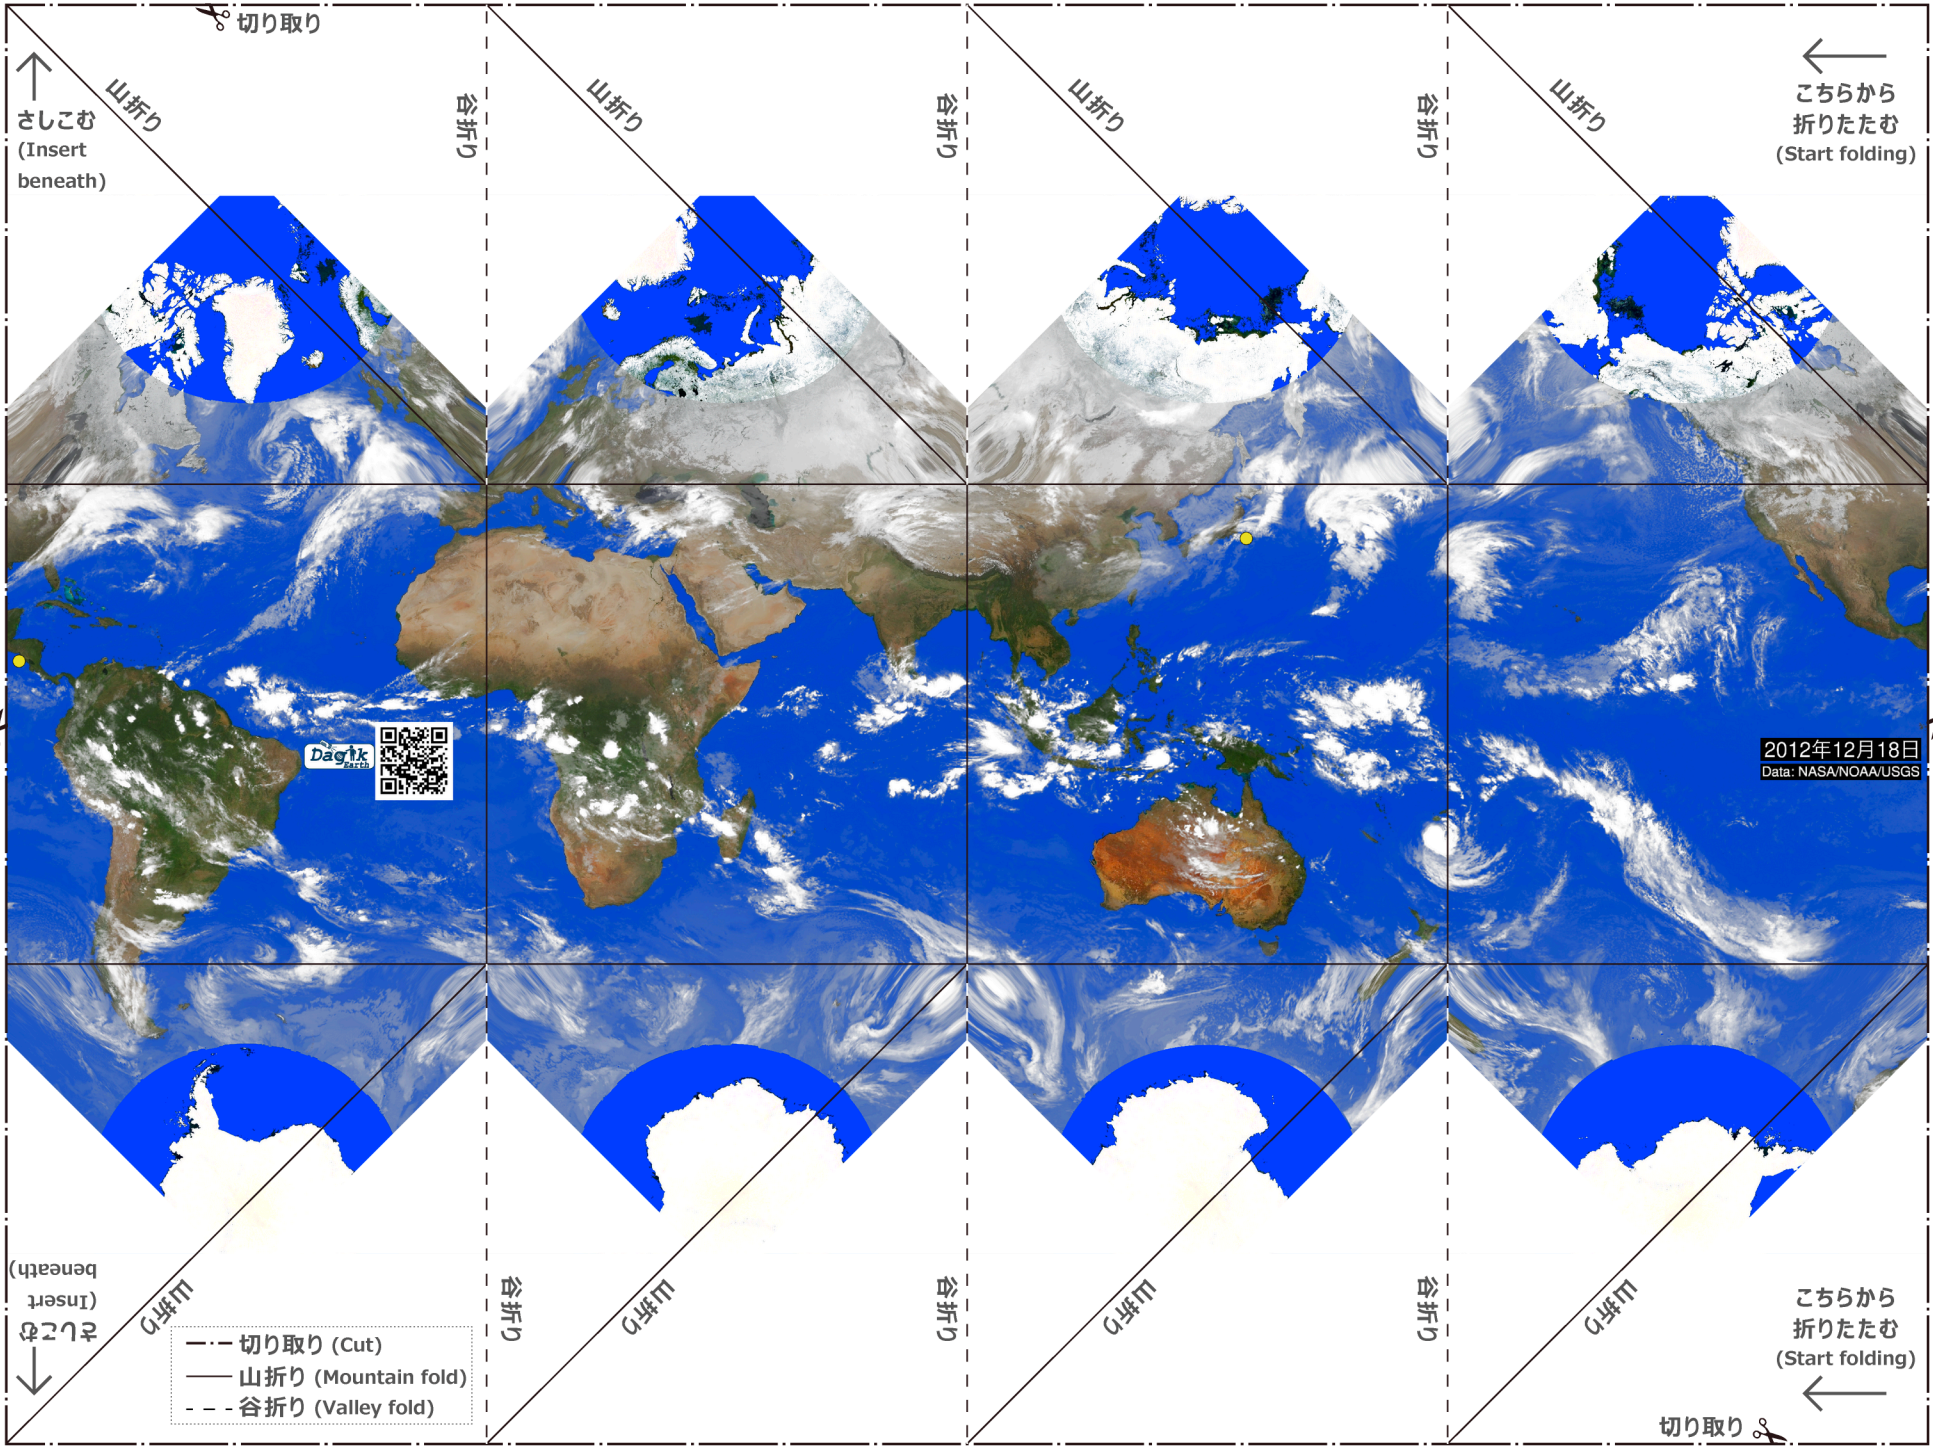 切り取り
山折り
谷折り
山折り
谷折り
山折り
谷折り
山折り
さしこむ
(Insert
beneath)
こちらから
折りたたむ
(Start folding)
Dagik
Earth
2012年12月18日
Data: NASA/NOAA/USGS
さしこむ
(Insert
beneath)
山折り
谷折り
山折り
谷折り
山折り
谷折り
山折り
こちらから
折りたたむ
(Start folding)
切り取り (Cut)
山折り (Mountain fold)
谷折り (Valley fold)
切り取り